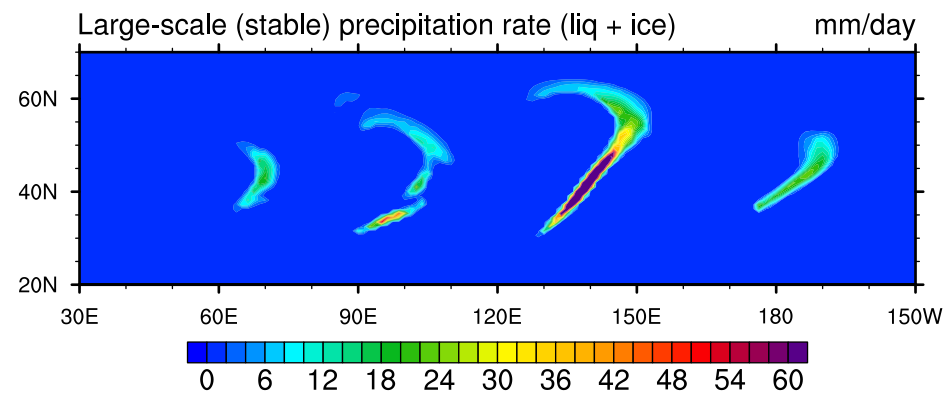 Large-scale (stable) precipitation rate (liq + ice) mm/day
60N
40N
20N
30E 60E 90E 120E 150E 180 150W
0 6 12 18 24 30 36 42 48 54 60